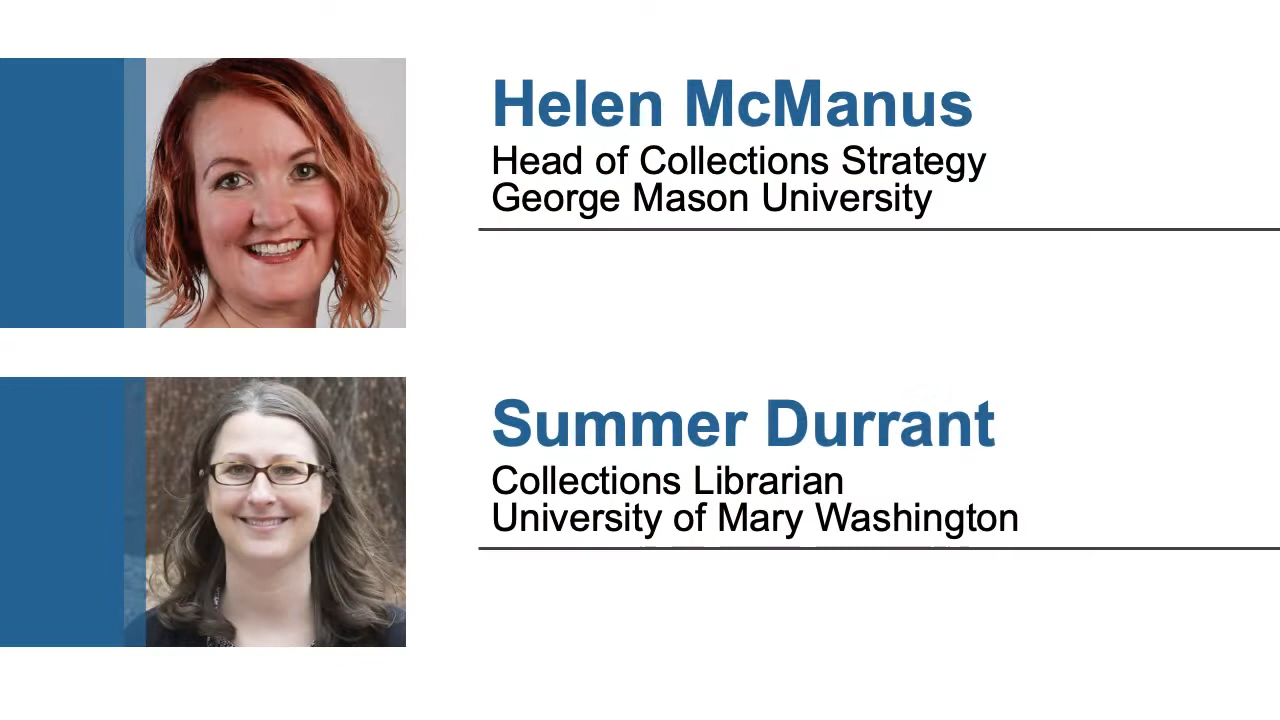 Helen McManus
Head of Collections Strategy
George Mason University
Summer Durrant
Collections Librarian
University of Mary Washington